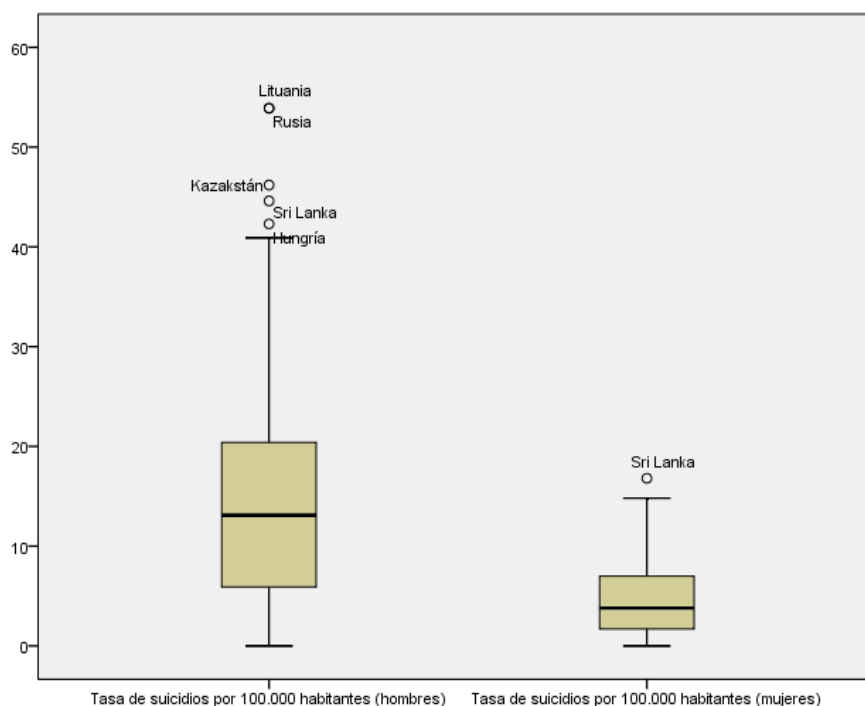 60
Lituania
Rusia
50
Kazakstán
Sri Lanka
Hungría
40
30
20
Sri Lanka
10
0
Tasa de suicidios por 100.000 habitantes (hombres)
Tasa de suicidios por 100.000 habitantes (mujeres)